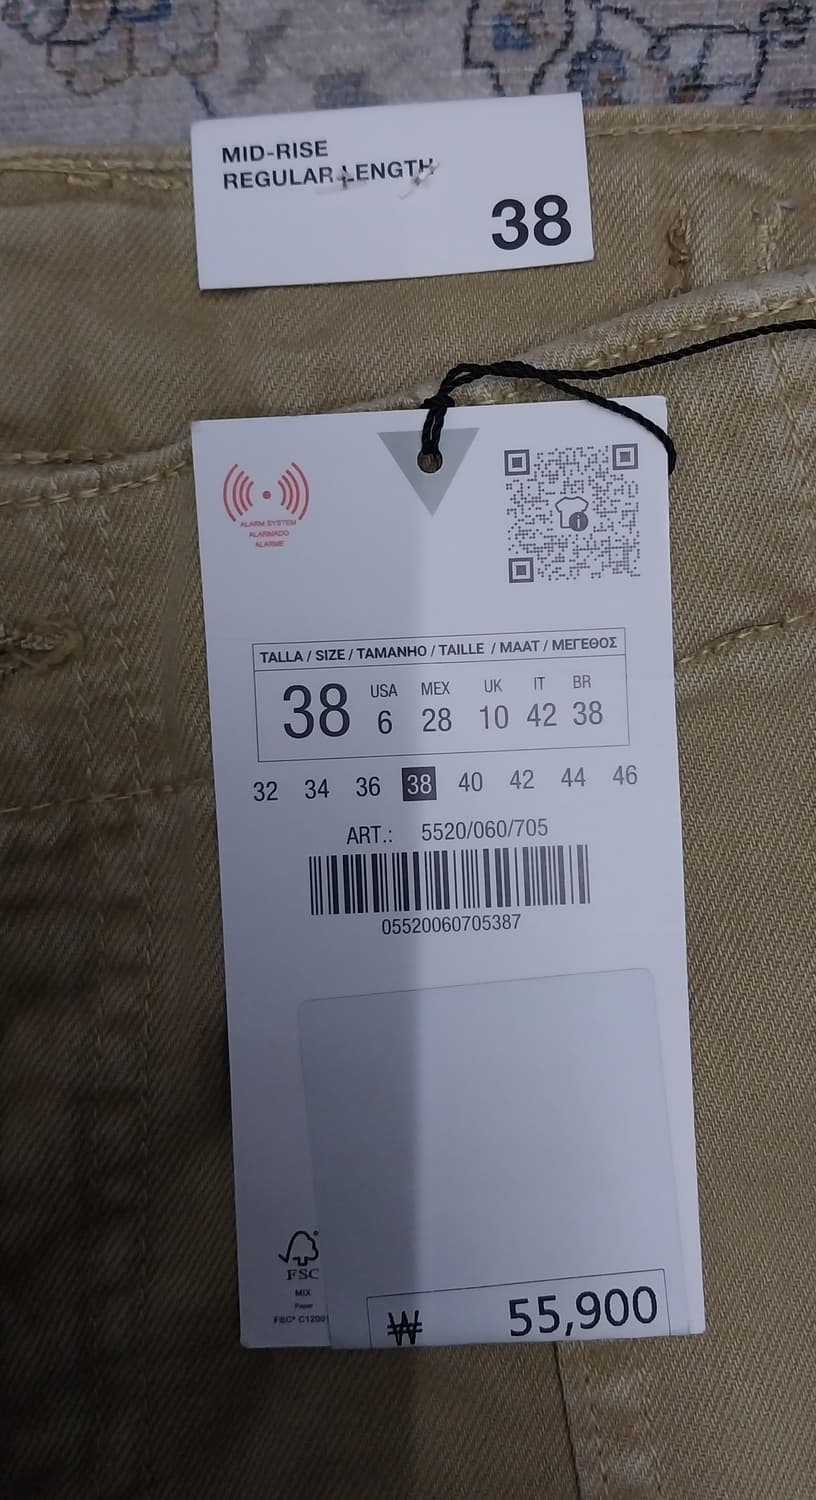 MID-RISE
REGULAR LENGTH
38
ALARM SYSTEM
ALARMADO
ALARME
TALLA / SIZE / TAMANHO / TAILLE / MAAT / ΜΕΓΕΘΟΣ
USA MEX UK IT BR
38 6 28 10 42 38
32 34 36 38 40 42 44 46
ART.: 5520/060/705
05520060705387
FSC
MIX
Paper
FSC® C1200
₩ 55,900